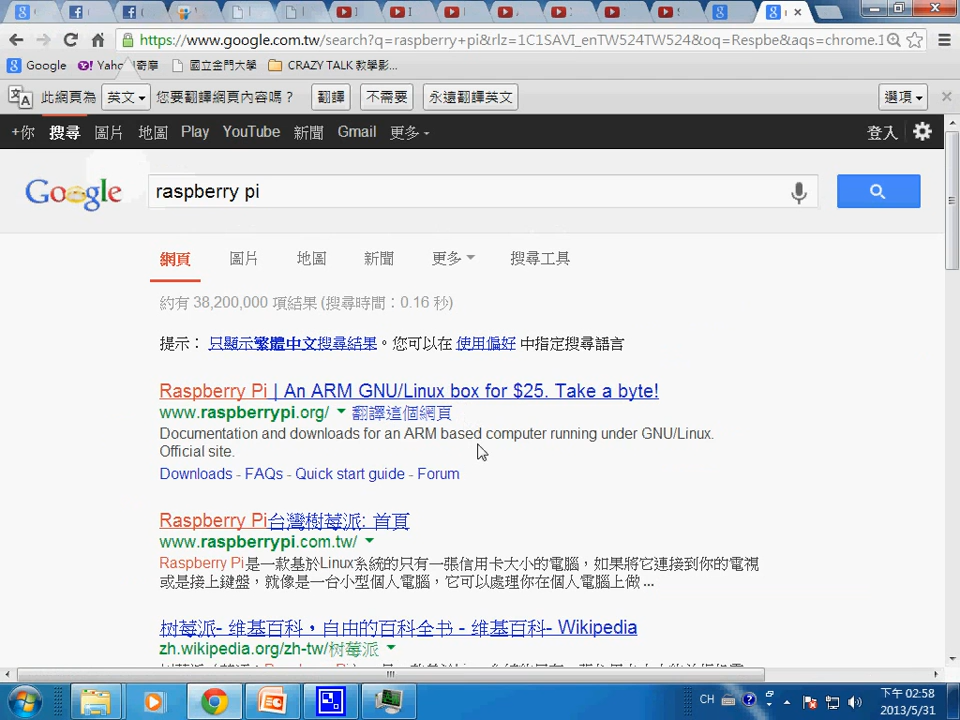 https://www.google.com.tw/search?q=raspberry+pi&rlz=1C1SAVI_enTW524TW524&oq=Respbe&aqs=chrome.1
Google Yahoo!奇摩 國立金門大學 CRAZY TALK 教學影...
此網頁為 英文 您要翻譯網頁內容嗎？ 翻譯 不需要 永遠翻譯英文 選項
+你 搜尋 圖片 地圖 Play YouTube 新聞 Gmail 更多 登入
Google raspberry pi
網頁 圖片 地圖 新聞 更多 搜尋工具
約有 38,200,000 項結果 (搜尋時間：0.16 秒)
提示： 只顯示繁體中文搜尋結果。您可以在 使用偏好 中指定搜尋語言
Raspberry Pi | An ARM GNU/Linux box for $25. Take a byte!
www.raspberrypi.org/ 翻譯這個網頁
Documentation and downloads for an ARM based computer running under GNU/Linux.
Official site.
Downloads - FAQs - Quick start guide - Forum
Raspberry Pi台灣樹莓派: 首頁
www.raspberrypi.com.tw/
Raspberry Pi是一款基於Linux系統的只有一張信用卡大小的電腦，如果將它連接到你的電視
或是接上鍵盤，就像是一台小型個人電腦，它可以處理你在個人電腦上做 ...
树莓派- 维基百科，自由的百科全书 - 维基百科- Wikipedia
zh.wikipedia.org/zh-tw/树莓派
CH 下午 02:58
2013/5/31